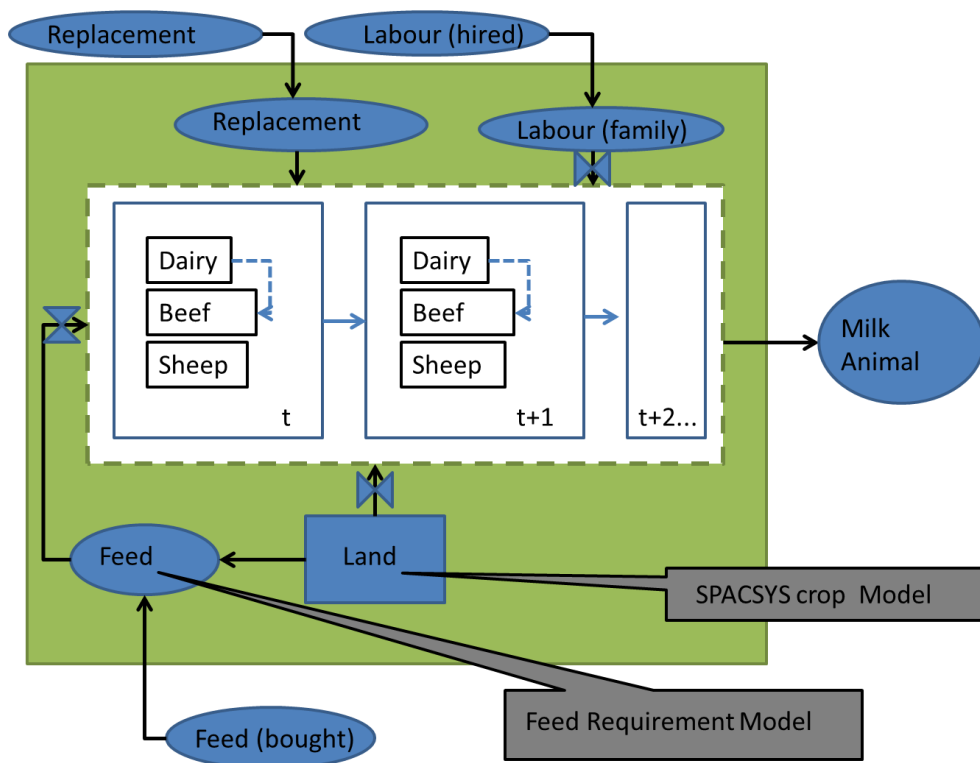 Replacement
Labour (hired)
Replacement
Labour (family)
Dairy
Beef
Sheep
t
Dairy
Beef
Sheep
t+1
t+2...
Milk
Animal
Feed
Land
SPACSYS crop Model
Feed Requirement Model
Feed (bought)